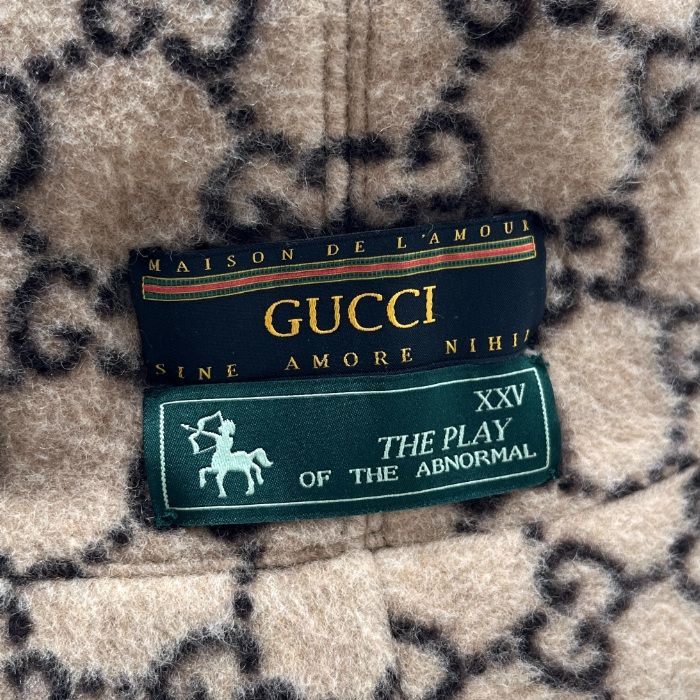 MAISON DE L'AMOUR
GUCCI
SINE AMORE NIHIL
XXV
THE PLAY
OF THE ABNORMAL